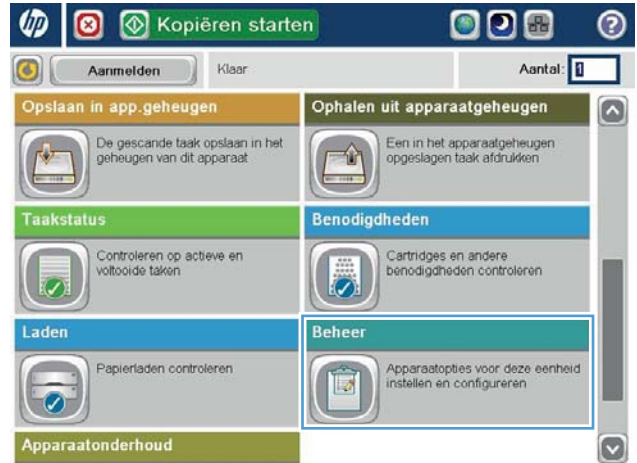 hp
Kopiëren starten
?
Aanmelden
Klaar
Aantal: 1
Opslaan in app.geheugen
De gescande taak opslaan in het
geheugen van dit apparaat
Ophalen uit apparaatgeheugen
Een in het apparaatgeheugen
opgeslagen taak afdrukken
Taakstatus
Controleren op actieve en
voltooide taken
Benodigdheden
Cartridges en andere
benodigdheden controleren
Laden
Papierladen controleren
Beheer
Apparaatopties voor deze eenheid
instellen en configureren
Apparaatonderhoud